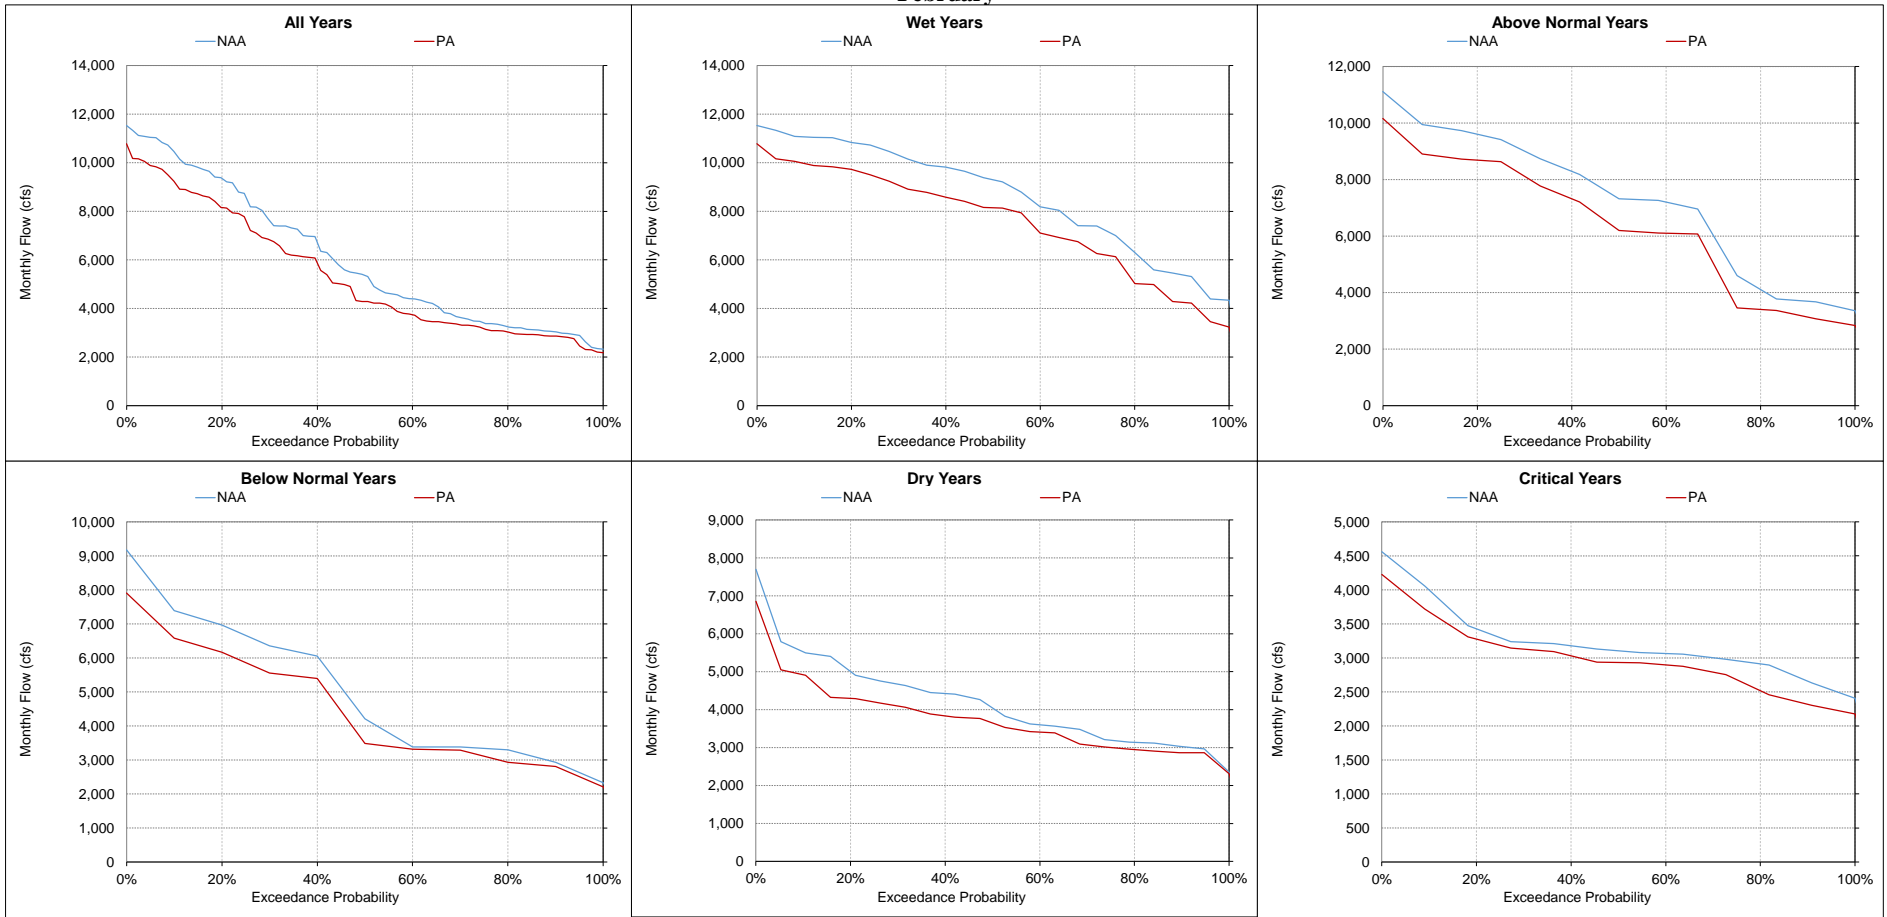 February
All Years
NAA PA
14,000
12,000
10,000
8,000
6,000
4,000
2,000
0
Monthly Flow (cfs)
0% 20% 40% 60% 80% 100%
Exceedance Probability
Wet Years
NAA PA
14,000
12,000
10,000
8,000
6,000
4,000
2,000
0
Monthly Flow (cfs)
0% 20% 40% 60% 80% 100%
Exceedance Probability
Above Normal Years
NAA PA
12,000
10,000
8,000
6,000
4,000
2,000
0
Monthly Flow (cfs)
0% 20% 40% 60% 80% 100%
Exceedance Probability
Below Normal Years
NAA PA
10,000
9,000
8,000
7,000
6,000
5,000
4,000
3,000
2,000
1,000
0
Monthly Flow (cfs)
0% 20% 40% 60% 80% 100%
Exceedance Probability
Dry Years
NAA PA
9,000
8,000
7,000
6,000
5,000
4,000
3,000
2,000
1,000
0
Monthly Flow (cfs)
0% 20% 40% 60% 80% 100%
Exceedance Probability
Critical Years
NAA PA
5,000
4,500
4,000
3,500
3,000
2,500
2,000
1,500
1,000
500
0
Monthly Flow (cfs)
0% 20% 40% 60% 80% 100%
Exceedance Probability